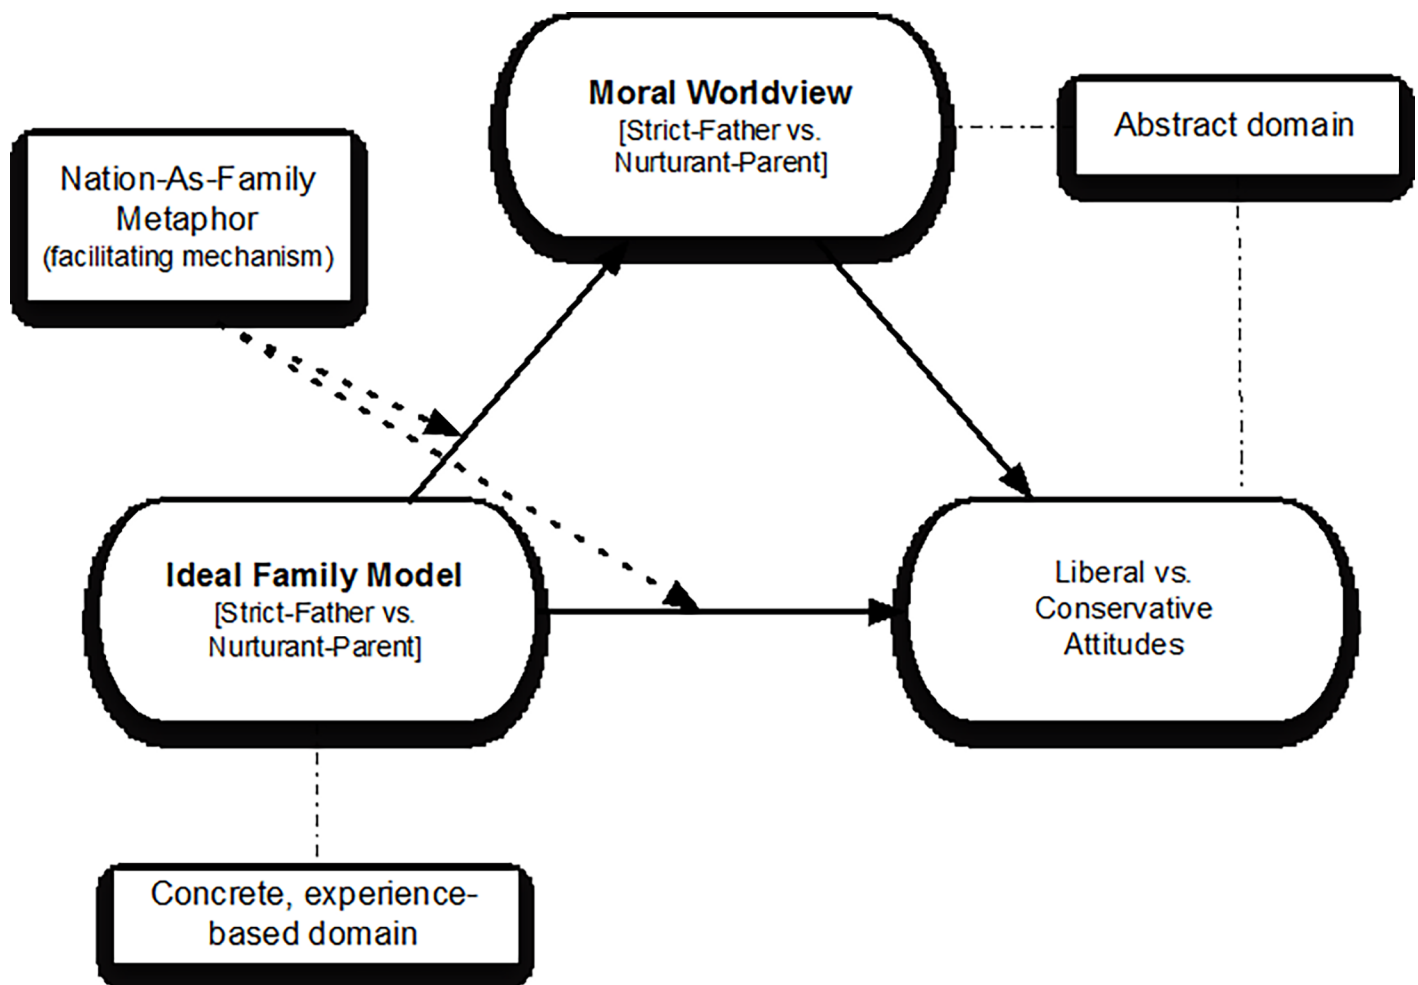 Moral Worldview
[Strict-Father vs.
Nurturant-Parent]
Abstract domain
Nation-As-Family
Metaphor
(facilitating mechanism)
Ideal Family Model
[Strict-Father vs.
Nurturant-Parent]
Liberal vs.
Conservative
Attitudes
Concrete, experience-
based domain